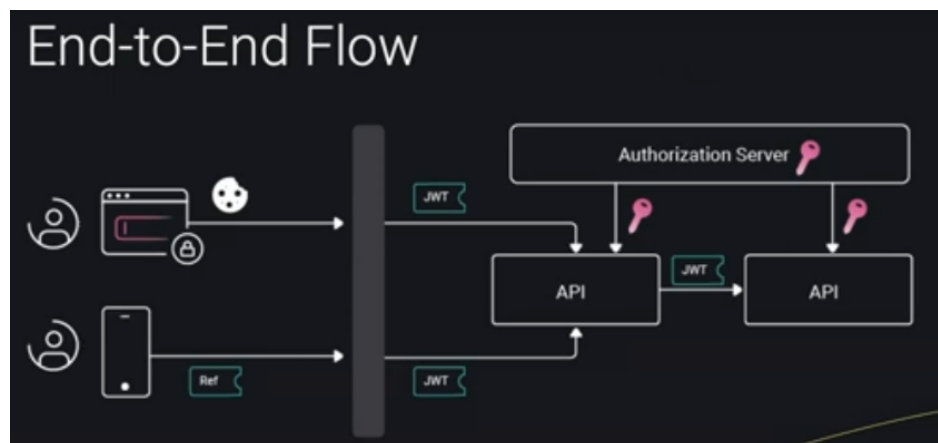 End-to-End Flow
Authorization Server
JWT
API
JWT
API
Ref
JWT